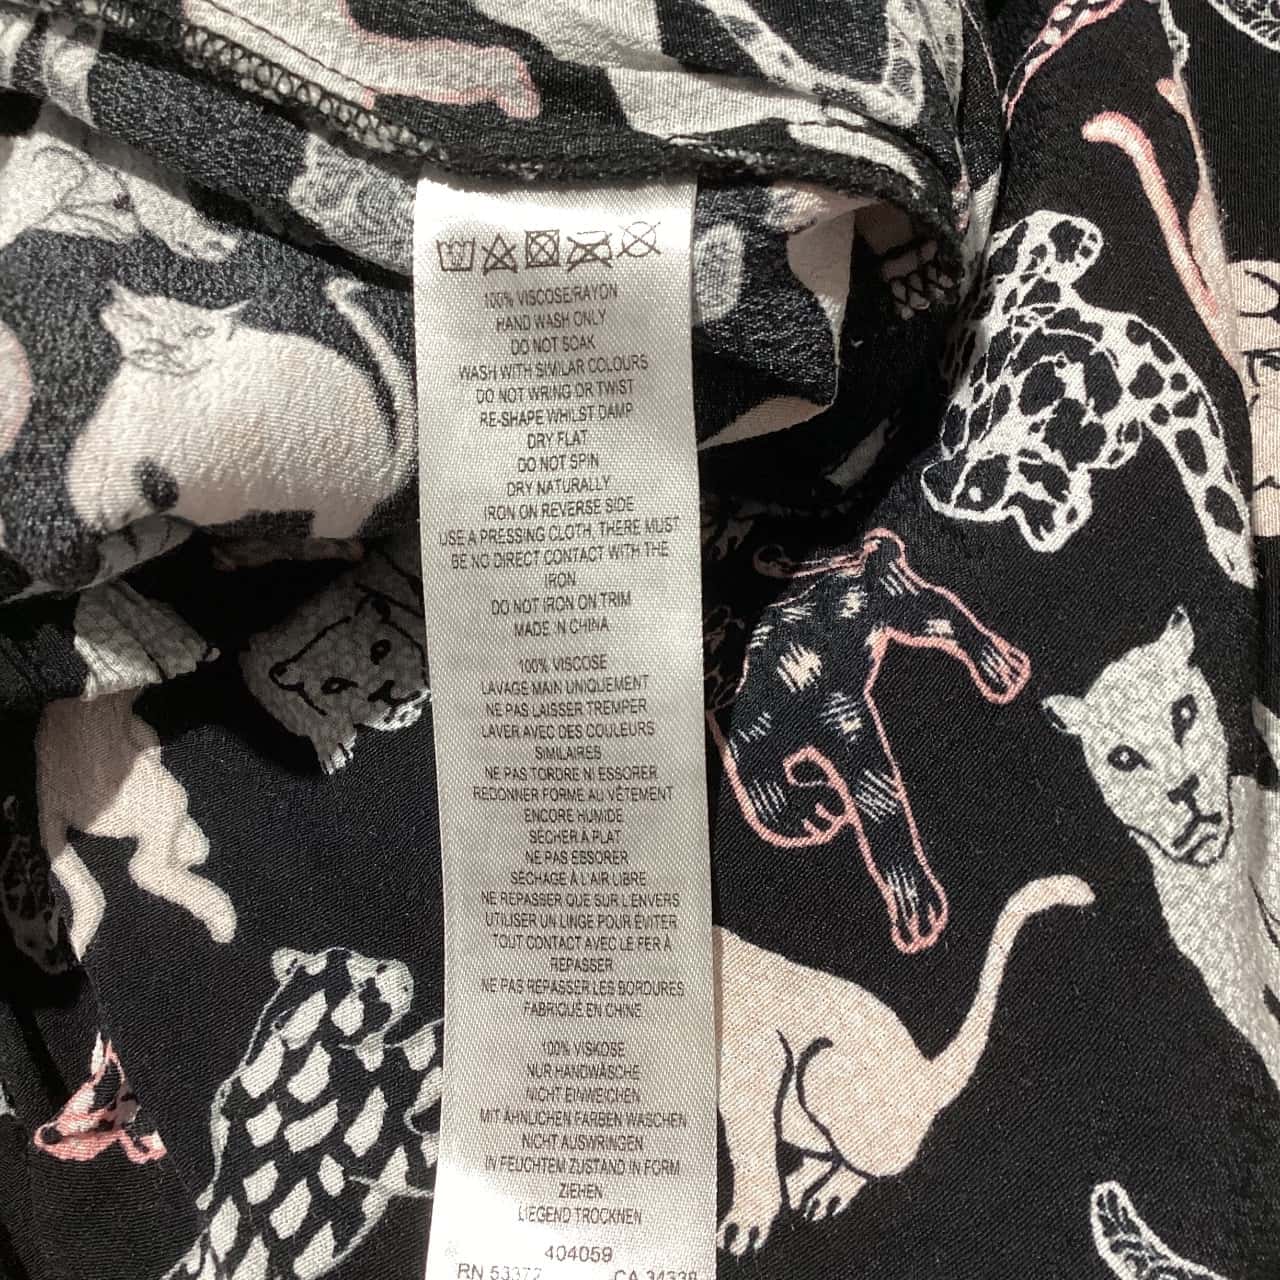 100% VISCOSE/RAYON
HAND WASH ONLY
DO NOT SOAK
WASH WITH SIMILAR COLOURS
DO NOT WRING OR TWIST
RE-SHAPE WHILST DAMP
DRY FLAT
DO NOT SPIN
DRY NATURALLY
IRON ON REVERSE SIDE
USE A PRESSING CLOTH, THERE MUST
BE NO DIRECT CONTACT WITH THE
IRON
DO NOT IRON ON TRIM
MADE IN CHINA
100% VISCOSE
LAVAGE MAIN UNIQUEMENT
NE PAS LAISSER TREMPER
LAVER AVEC DES COULEURS
SIMILAIRES
NE PAS TORDRE NI ESSORER
REDONNER FORME AU VÊTEMENT
ENCORE HUMIDE
SÉCHER À PLAT
NE PAS ESSORER
SÉCHAGE À L'AIR LIBRE
NE REPASSER QUE SUR L'ENVERS
UTILISER UN LINGE POUR ÉVITER
TOUT CONTACT AVEC LE FER À
REPASSER
NE PAS REPASSER LES BORDURES
FABRIQUÉ EN CHINE
100% VISKOSE
NUR HANDWÄSCHE
NICHT EINWEICHEN
MIT ÄHNLICHEN FARBEN WASCHEN
NICHT AUSWRINGEN
IN FEUCHTEM ZUSTAND IN FORM
ZIEHEN
LIEGEND TROCKNEN
404059
RN 53372 CA 34338